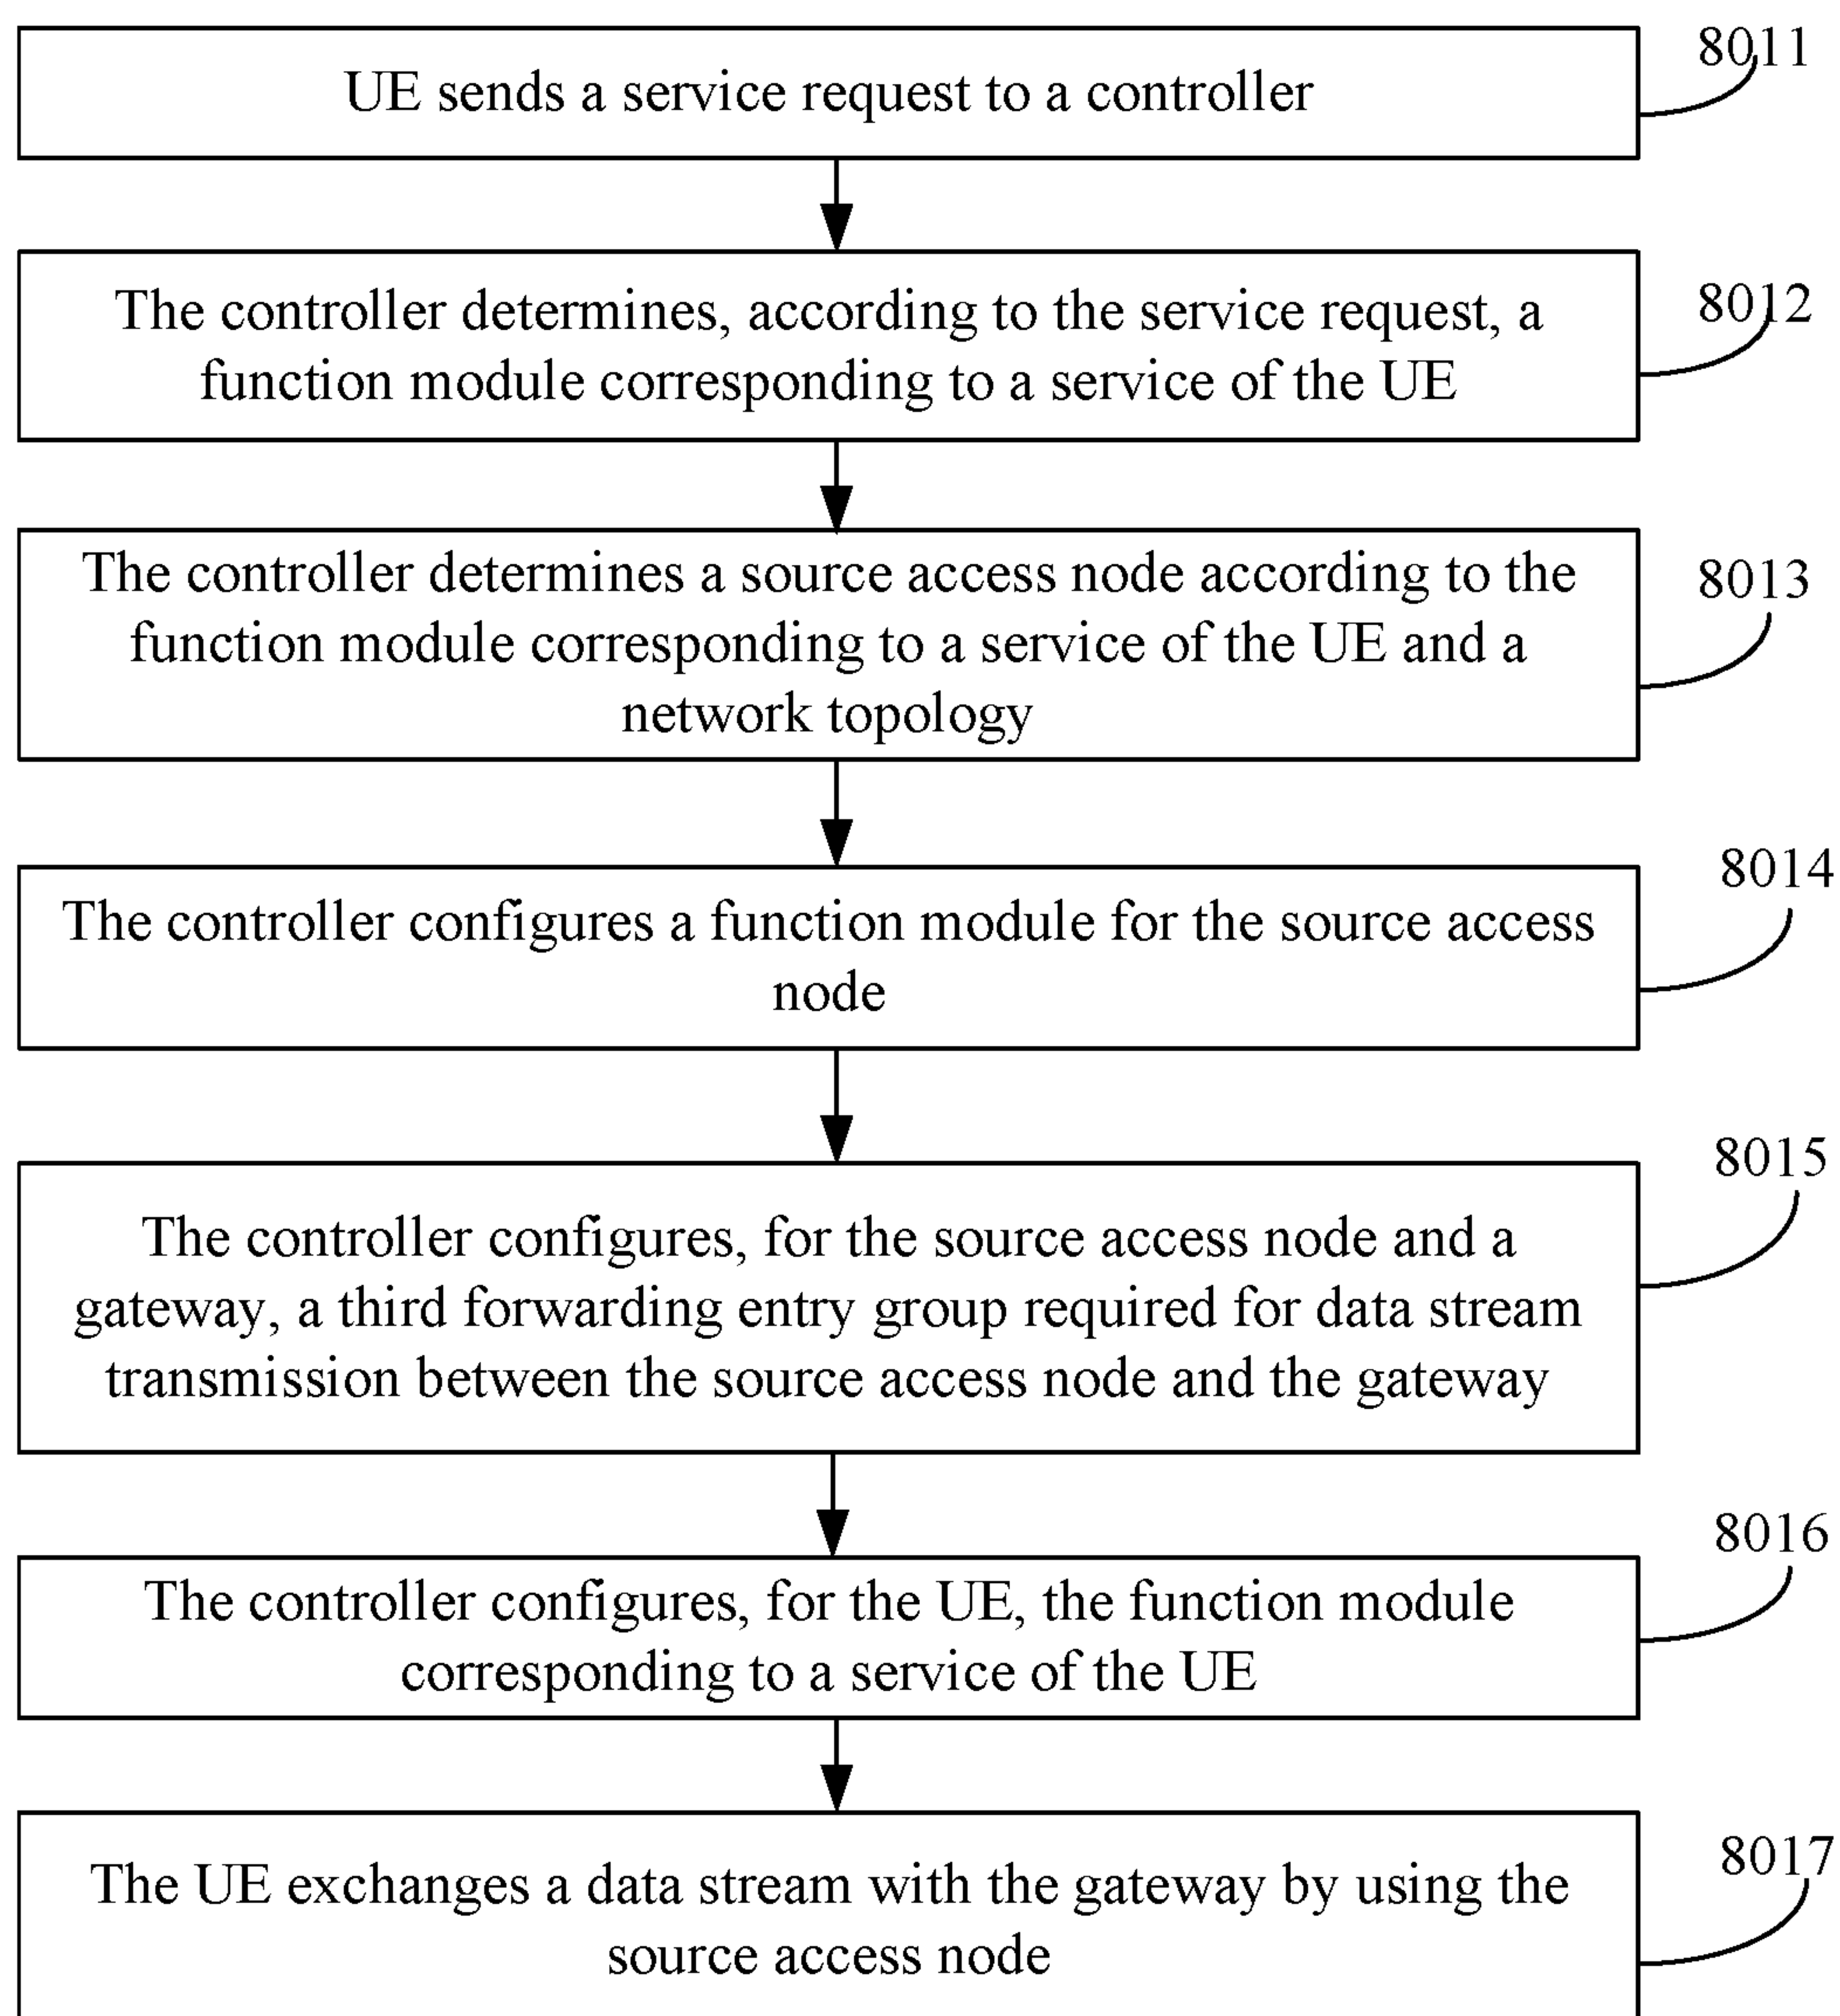 UE sends a service request to a controller
8011
The controller determines, according to the service request, a
function module corresponding to a service of the UE
8012
The controller determines a source access node according to the
function module corresponding to a service of the UE and a
network topology
8013
The controller configures a function module for the source access
node
8014
The controller configures, for the source access node and a
gateway, a third forwarding entry group required for data stream
transmission between the source access node and the gateway
8015
The controller configures, for the UE, the function module
corresponding to a service of the UE
8016
The UE exchanges a data stream with the gateway by using the
source access node
8017